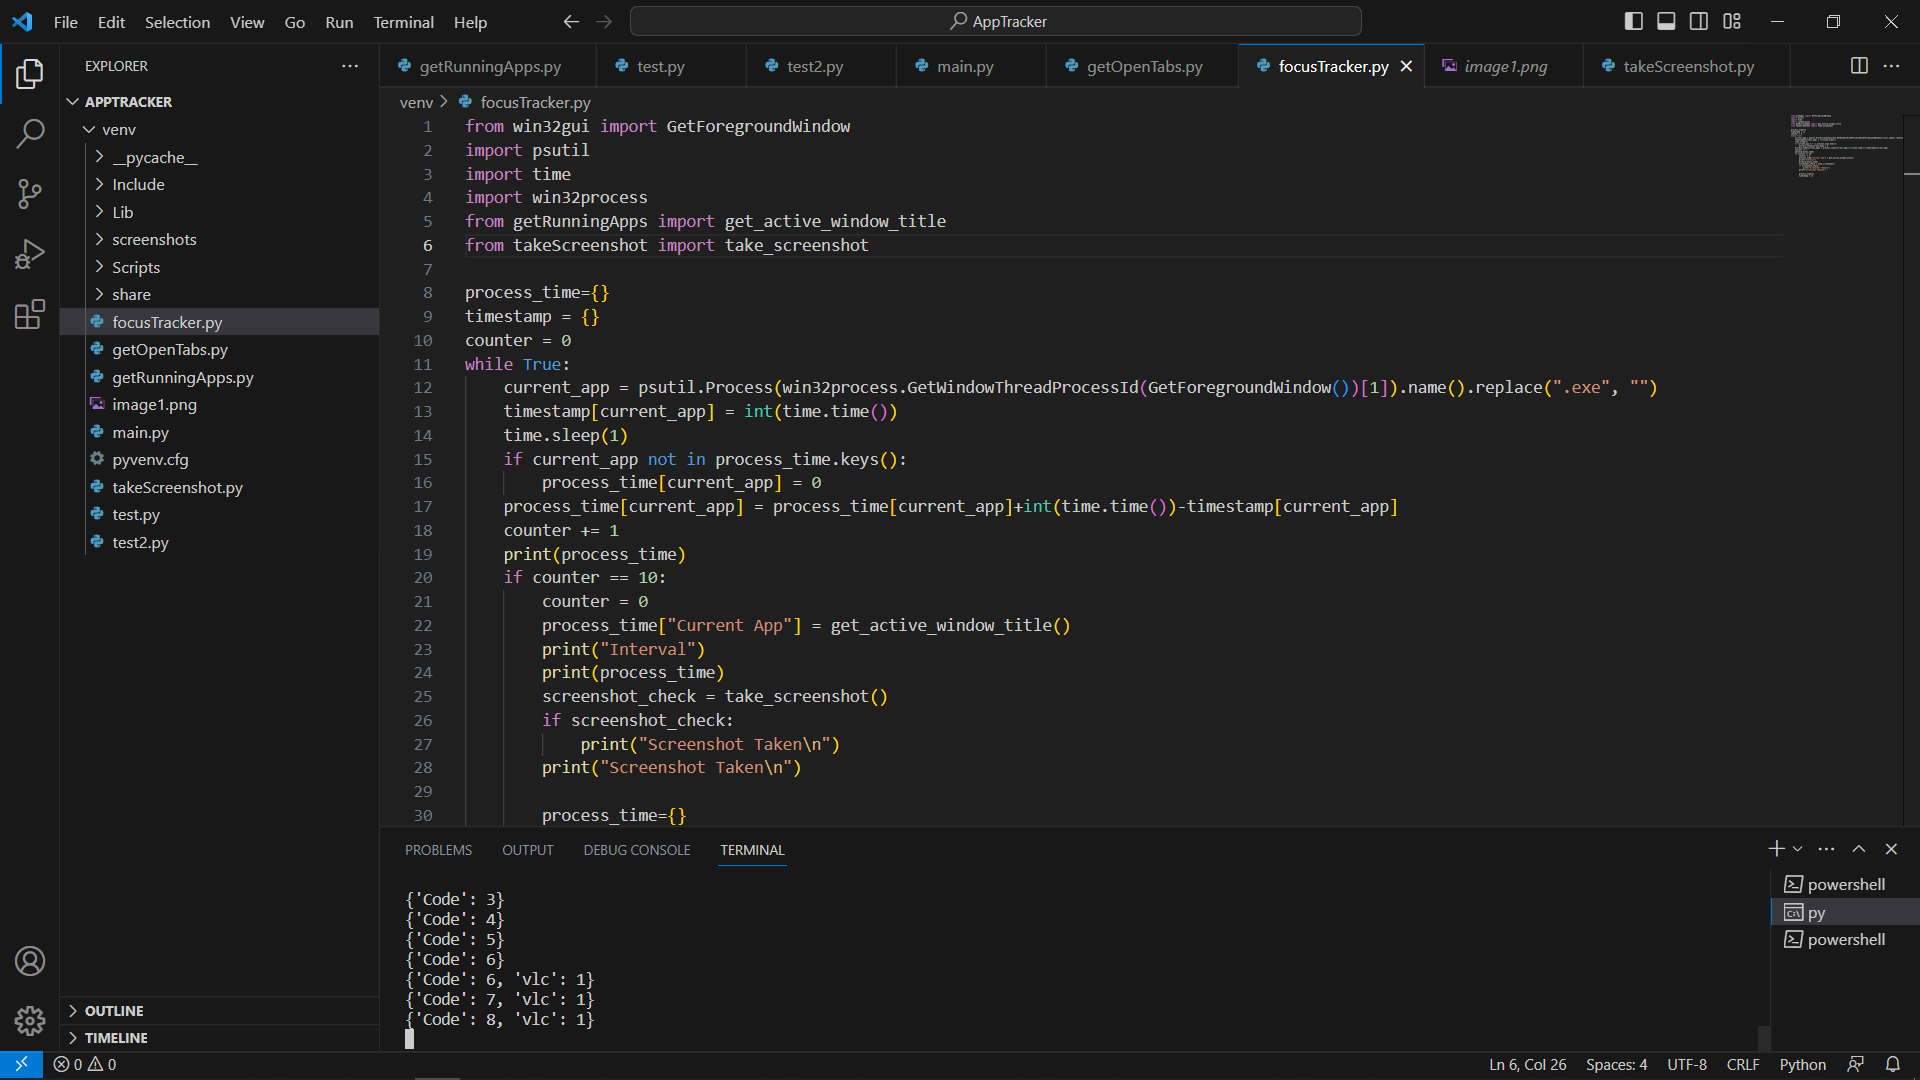 File Edit Selection View Go Run Terminal Help
AppTracker
EXPLORER
APPTRACKER
venv
__pycache__
Include
Lib
screenshots
Scripts
share
focusTracker.py
getOpenTabs.py
getRunningApps.py
image1.png
main.py
pyvenv.cfg
takeScreenshot.py
test.py
test2.py
OUTLINE
TIMELINE
getRunningApps.py test.py test2.py main.py getOpenTabs.py focusTracker.py image1.png takeScreenshot.py
venv > focusTracker.py
1 from win32gui import GetForegroundWindow
2 import psutil
3 import time
4 import win32process
5 from getRunningApps import get_active_window_title
6 from takeScreenshot import take_screenshot
7
8 process_time={}
9 timestamp = {}
10 counter = 0
11 while True:
12 current_app = psutil.Process(win32process.GetWindowThreadProcessId(GetForegroundWindow())[1]).name().replace(".exe", "")
13 timestamp[current_app] = int(time.time())
14 time.sleep(1)
15 if current_app not in process_time.keys():
16 process_time[current_app] = 0
17 process_time[current_app] = process_time[current_app]+int(time.time())-timestamp[current_app]
18 counter += 1
19 print(process_time)
20 if counter == 10:
21 counter = 0
22 process_time["Current App"] = get_active_window_title()
23 print("Interval")
24 print(process_time)
25 screenshot_check = take_screenshot()
26 if screenshot_check:
27 print("Screenshot Taken\n")
28 print("Screenshot Taken\n")
29
30 process_time={}
PROBLEMS OUTPUT DEBUG CONSOLE TERMINAL
{'Code': 3}
{'Code': 4}
{'Code': 5}
{'Code': 6}
{'Code': 6, 'vlc': 1}
{'Code': 7, 'vlc': 1}
{'Code': 8, 'vlc': 1}
powershell
py
powershell
0 0
Ln 6, Col 26 Spaces: 4 UTF-8 CRLF Python